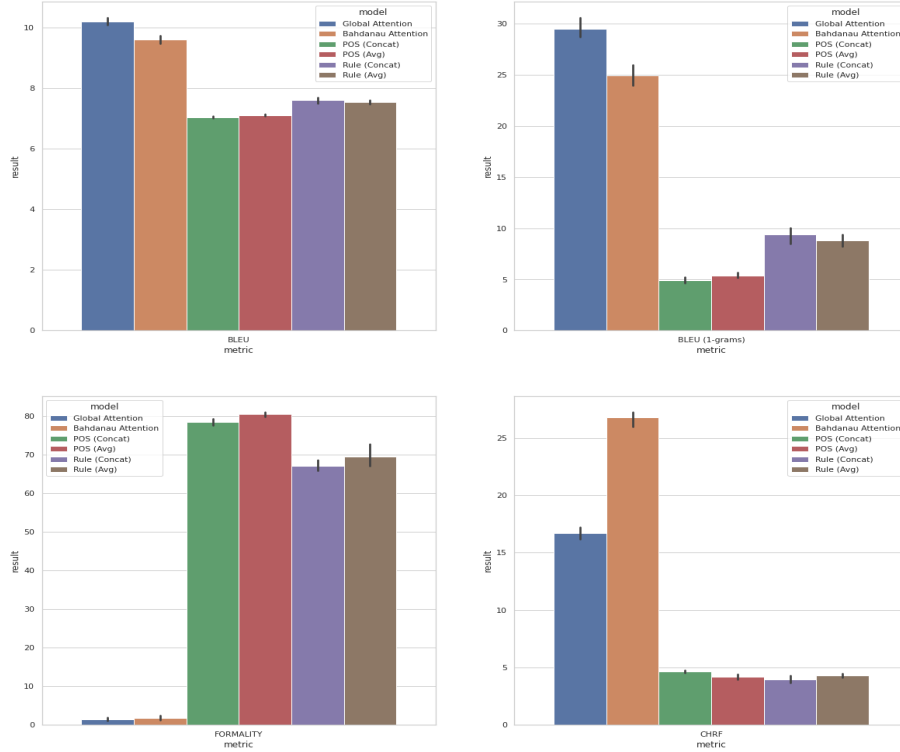 model
Global Attention
Bahdanau Attention
POS (Concat)
POS (Avg)
Rule (Concat)
Rule (Avg)
10
8
6
4
2
0
result
BLEU
metric
model
Global Attention
Bahdanau Attention
POS (Concat)
POS (Avg)
Rule (Concat)
Rule (Avg)
30
25
20
15
10
5
0
result
BLEU (1-grams)
metric
model
Global Attention
Bahdanau Attention
POS (Concat)
POS (Avg)
Rule (Concat)
Rule (Avg)
80
70
60
50
40
30
20
10
0
result
FORMALITY
metric
model
Global Attention
Bahdanau Attention
POS (Concat)
POS (Avg)
Rule (Concat)
Rule (Avg)
25
20
15
10
5
0
result
CHRF
metric